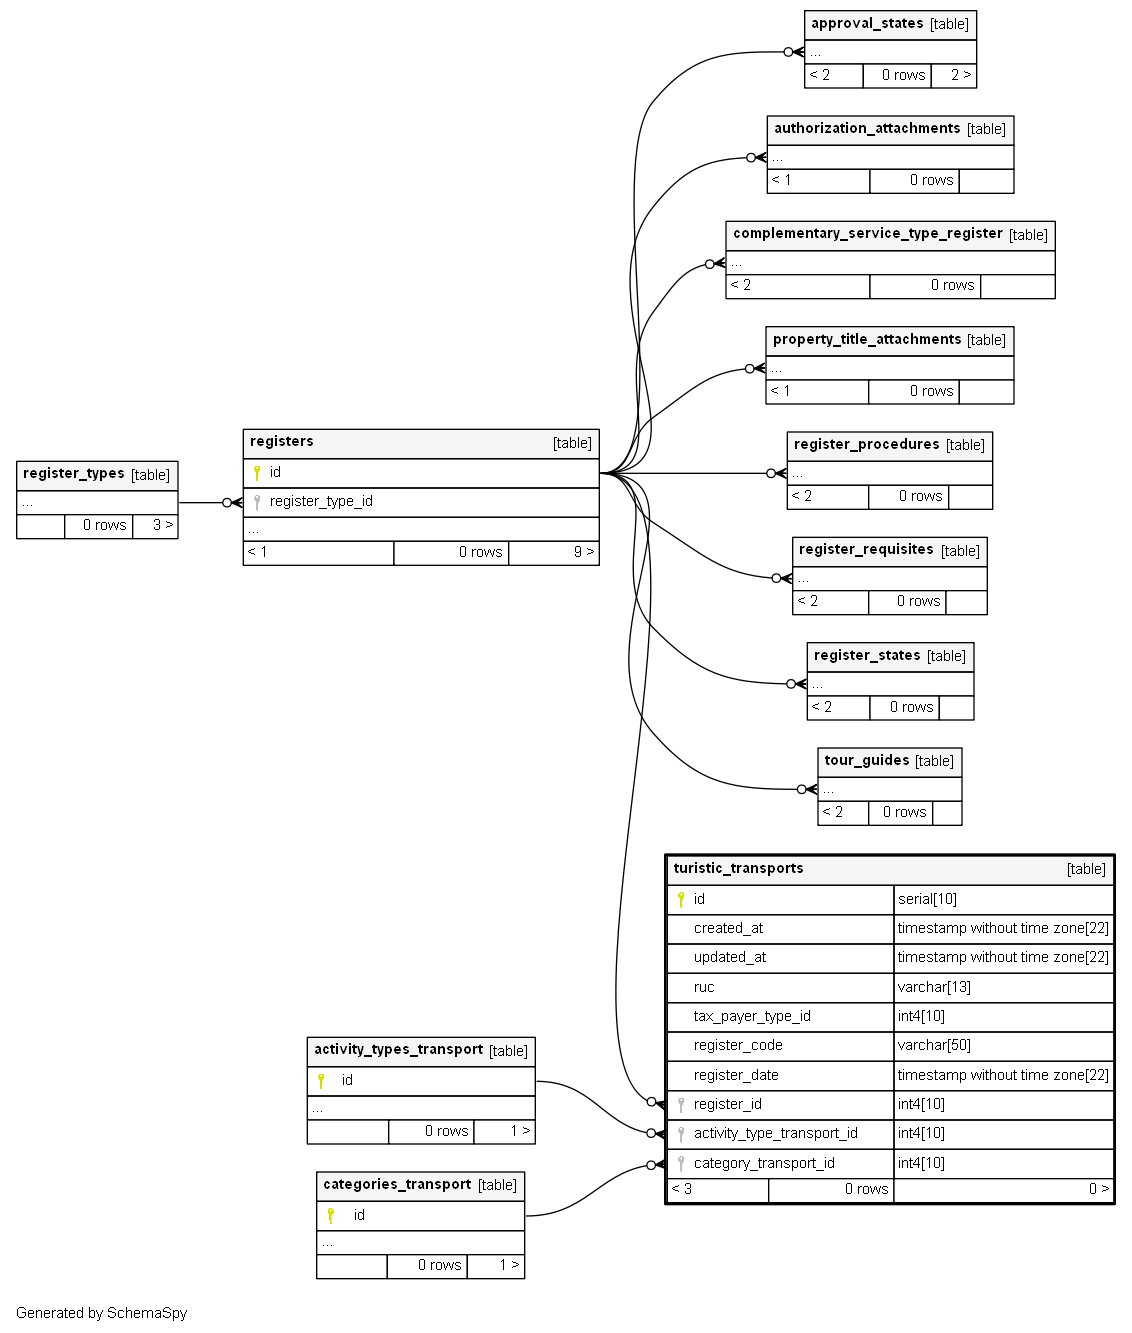 approval_states [table]
...
< 2 0 rows 2 >
authorization_attachments [table]
...
< 1 0 rows
complementary_service_type_register [table]
...
< 2 0 rows
property_title_attachments [table]
...
< 1 0 rows
registers [table]
id
register_type_id
...
< 1 0 rows 9 >
register_types [table]
...
0 rows 3 >
register_procedures [table]
...
< 2 0 rows
register_requisites [table]
...
< 2 0 rows
register_states [table]
...
< 2 0 rows
tour_guides [table]
...
< 2 0 rows
turistic_transports [table]
id serial[10]
created_at timestamp without time zone[22]
updated_at timestamp without time zone[22]
ruc varchar[13]
tax_payer_type_id int4[10]
register_code varchar[50]
register_date timestamp without time zone[22]
register_id int4[10]
activity_type_transport_id int4[10]
category_transport_id int4[10]
< 3 0 rows 0 >
activity_types_transport [table]
id
...
0 rows 1 >
categories_transport [table]
id
...
0 rows 1 >
Generated by SchemaSpy